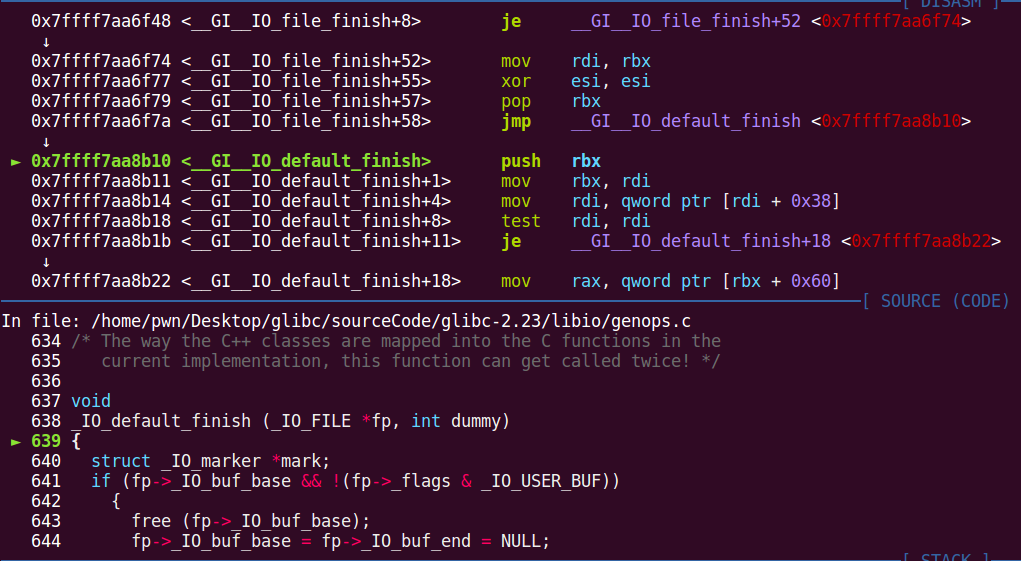 [ DISASM ]
0x7ffff7aa6f48 <__GI__IO_file_finish+8> je __GI__IO_file_finish+52 <0x7ffff7aa6f74>
↓
0x7ffff7aa6f74 <__GI__IO_file_finish+52> mov rdi, rbx
0x7ffff7aa6f77 <__GI__IO_file_finish+55> xor esi, esi
0x7ffff7aa6f79 <__GI__IO_file_finish+57> pop rbx
0x7ffff7aa6f7a <__GI__IO_file_finish+58> jmp __GI__IO_default_finish <0x7ffff7aa8b10>
↓
► 0x7ffff7aa8b10 <__GI__IO_default_finish> push rbx
0x7ffff7aa8b11 <__GI__IO_default_finish+1> mov rbx, rdi
0x7ffff7aa8b14 <__GI__IO_default_finish+4> mov rdi, qword ptr [rdi + 0x38]
0x7ffff7aa8b18 <__GI__IO_default_finish+8> test rdi, rdi
0x7ffff7aa8b1b <__GI__IO_default_finish+11> je __GI__IO_default_finish+18 <0x7ffff7aa8b22>
↓
0x7ffff7aa8b22 <__GI__IO_default_finish+18> mov rax, qword ptr [rbx + 0x60]
[ SOURCE (CODE) ]
In file: /home/pwn/Desktop/glibc/sourceCode/glibc-2.23/libio/genops.c
634 /* The way the C++ classes are mapped into the C functions in the
635 current implementation, this function can get called twice! */
636
637 void
638 _IO_default_finish (_IO_FILE *fp, int dummy)
► 639 {
640 struct _IO_marker *mark;
641 if (fp->_IO_buf_base && !(fp->_flags & _IO_USER_BUF))
642 {
643 free (fp->_IO_buf_base);
644 fp->_IO_buf_base = fp->_IO_buf_end = NULL;
[ STACK ]